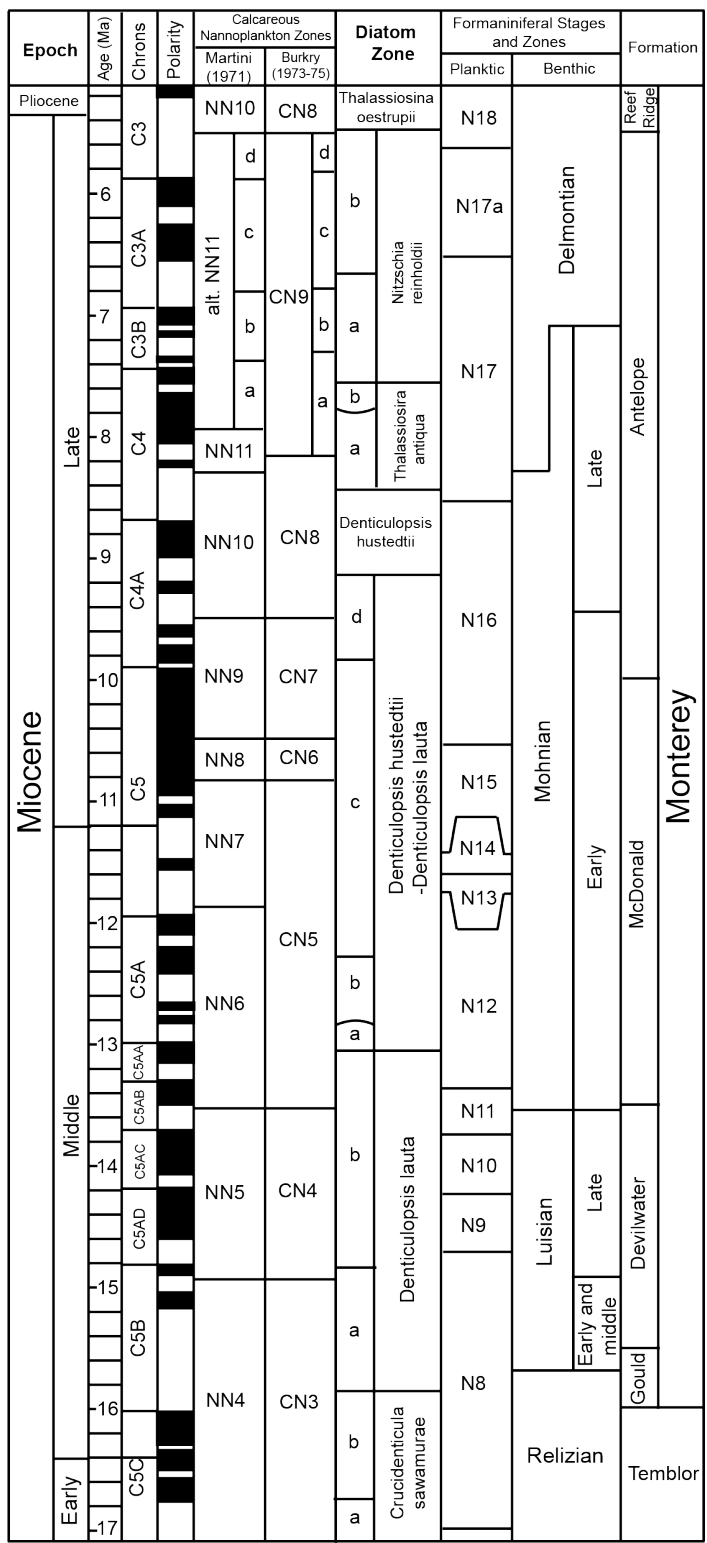 Epoch
Age (Ma)
Chrons
Polarity
Calcareous
Nannoplankton Zones
Martini
(1971)
Burkry
(1973-75)
Diatom
Zone
Formaniniferal Stages
and Zones
Planktic
Benthic
Formation
Pliocene
Miocene
Late
Middle
Early
6
7
8
9
10
11
12
13
14
15
16
17
C3
C3A
C3B
C4
C4A
C5
C5A
C5AA
C5AB
C5AC
C5AD
C5B
C5C
NN10
alt. NN11
d
c
b
a
NN11
NN10
NN9
NN8
NN7
NN6
NN5
NN4
CN8
CN9
d
c
b
a
CN8
CN7
CN6
CN5
CN4
CN3
Thalassiosina
oestrupii
b
a
Nitzschia
reinholdii
b
a
Thalassiosira
antiqua
Denticulopsis
hustedtii
d
c
b
a
Denticulopsis hustedtii
-Denticulopsis lauta
b
a
Denticulopsis lauta
b
a
Crucidenticula
sawamurae
N18
N17a
N17
N16
N15
N14
N13
N12
N11
N10
N9
N8
Delmontian
Mohnian
Late
Early
Luisian
Late
Early and
middle
Relizian
Reef
Ridge
Antelope
McDonald
Devilwater
Gould
Monterey
Temblor